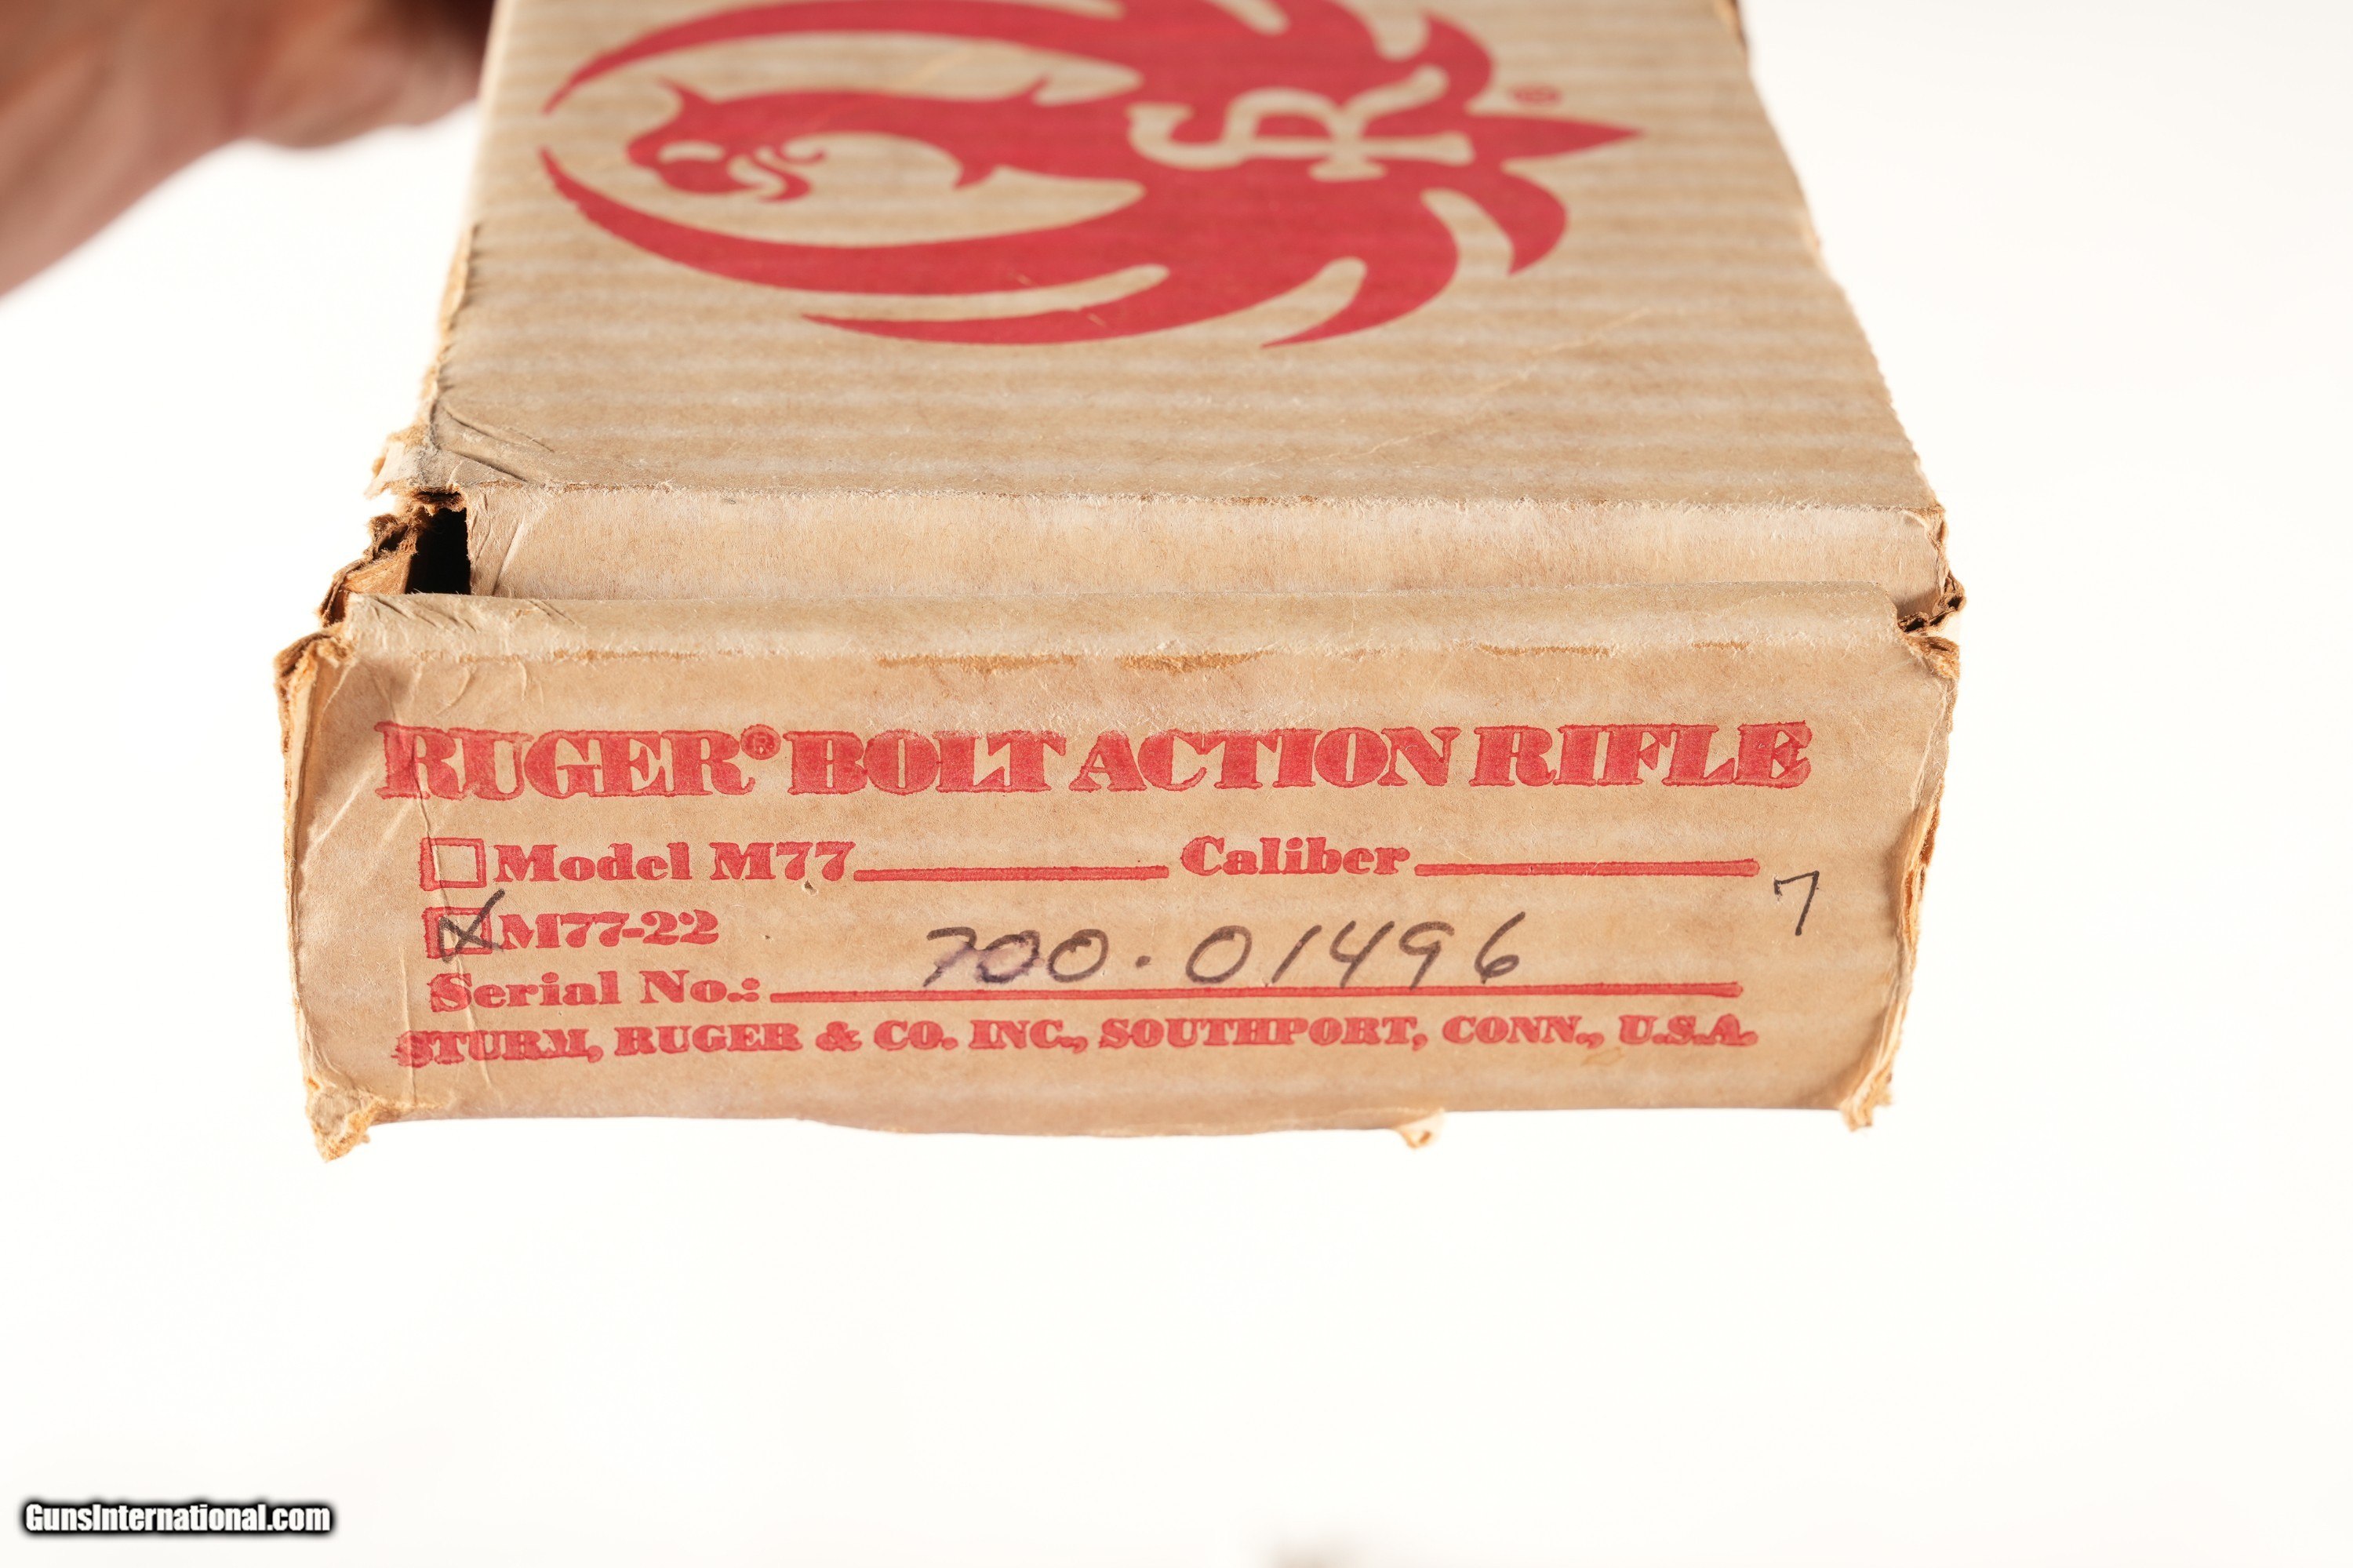 R®
RUGER® BOLT ACTION RIFLE
Model M77 Caliber
7
M77-22
700·01496
Serial No.:
STURM, RUGER & CO. INC., SOUTHPORT, CONN., U.S.A.
GunsInternational.com